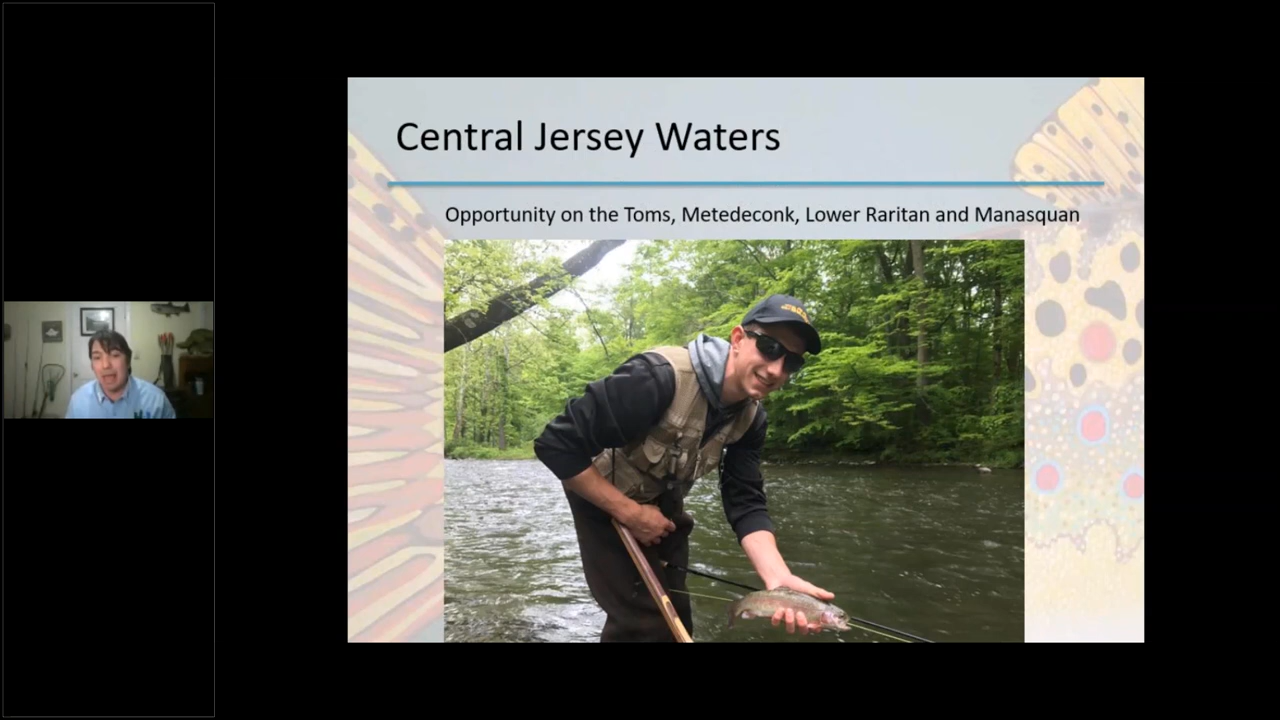 Central Jersey Waters
Opportunity on the Toms, Metedeconk, Lower Raritan and Manasquan